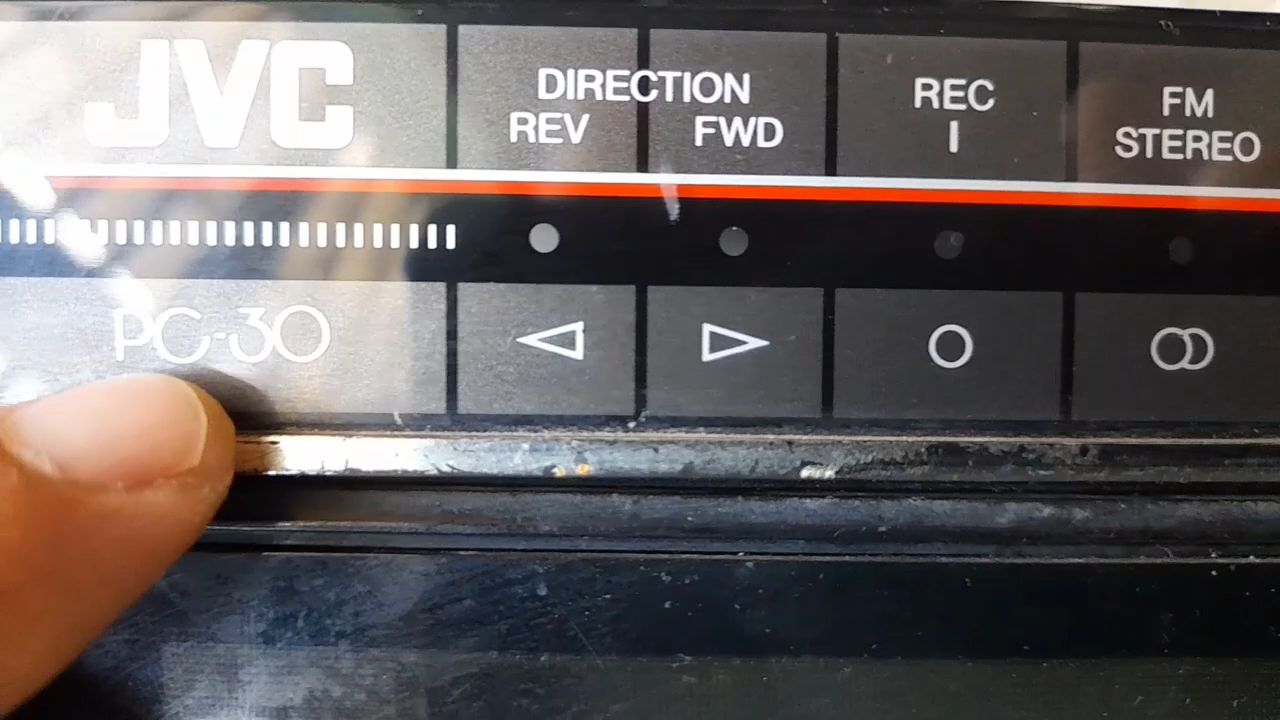 JVC
DIRECTION
REV FWD
REC
I
FM
STEREO
PC-30